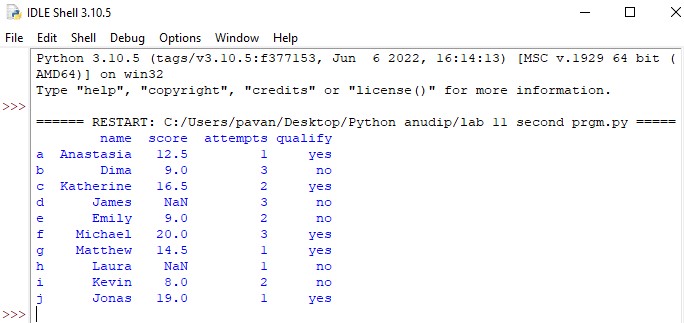 IDLE Shell 3.10.5
File Edit Shell Debug Options Window Help
Python 3.10.5 (tags/v3.10.5:f377153, Jun  6 2022, 16:14:13) [MSC v.1929 64 bit (
AMD64)] on win32
Type "help", "copyright", "credits" or "license()" for more information.
>>>
====== RESTART: C:/Users/pavan/Desktop/Python anudip/lab 11 second prgm.py =====
        name  score  attempts qualify
a  Anastasia   12.5         1     yes
b       Dima    9.0         3      no
c  Katherine   16.5         2     yes
d      James    NaN         3      no
e      Emily    9.0         2      no
f    Michael   20.0         3     yes
g    Matthew   14.5         1     yes
h      Laura    NaN         1      no
i      Kevin    8.0         2      no
j      Jonas   19.0         1     yes
>>>